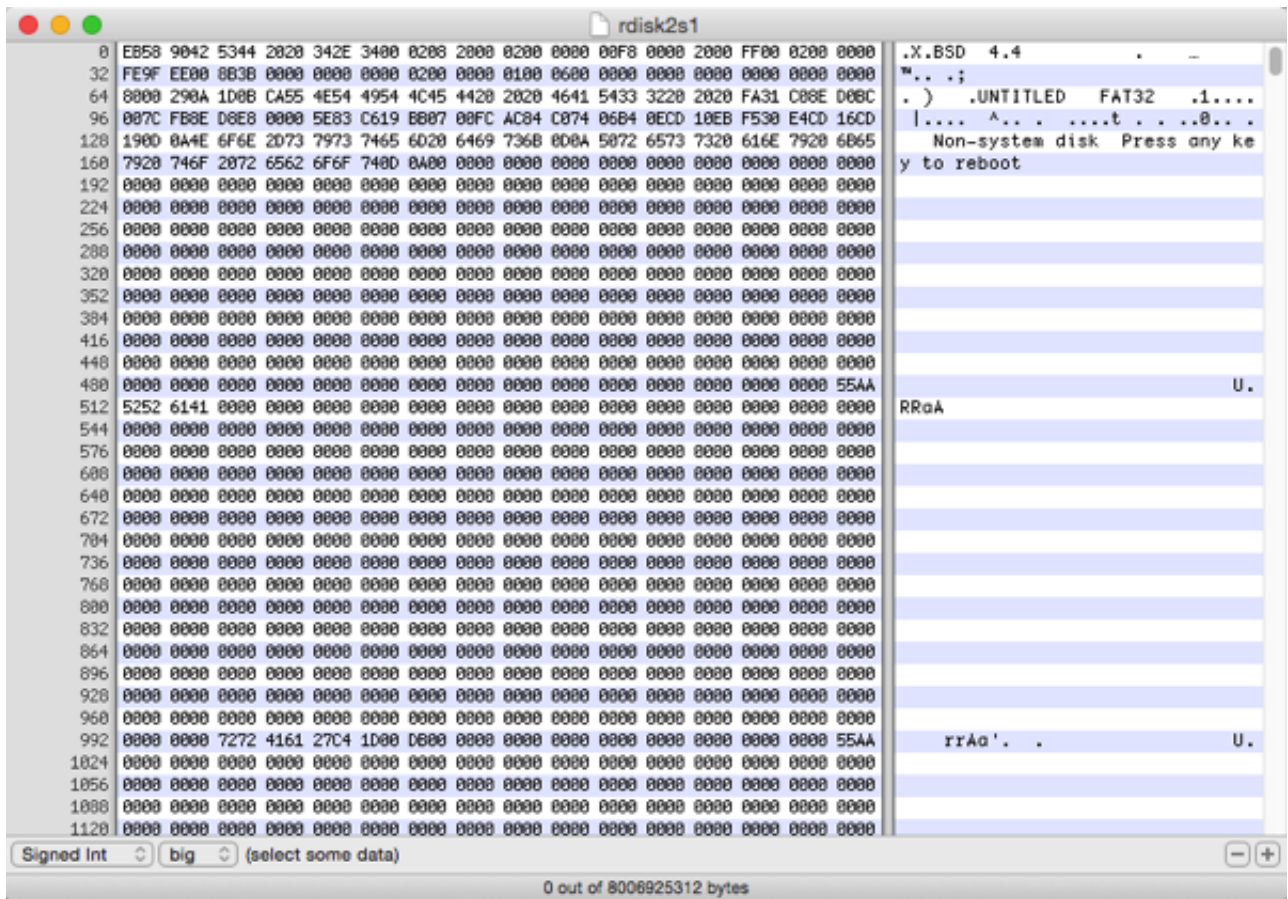 rdisk2s1
0 EB58 9042 5344 2020 342E 3400 0208 2000 0200 0000 00F8 0000 2000 FF00 0200 0000 .X.BSD 4.4 . _
32 FE9F EE00 8B3B 0000 0000 0000 0200 0000 0100 0600 0000 0000 0000 0000 0000 0000 ™.. .;
64 8000 290A 1D0B CA55 4E54 4954 4C45 4420 2020 4641 5433 3220 2020 FA31 C08E D0BC . ) .UNTITLED FAT32 .1....
96 007C FB8E D8E8 0000 5E83 C619 BB07 00FC AC84 C074 06B4 0ECD 10EB F530 E4CD 16CD |.... ^.. . ....t . . ..0.. .
128 190D 0A4E 6F6E 2D73 7973 7465 6D20 6469 736B 0D0A 5072 6573 7320 616E 7920 6B65 Non-system disk Press any ke
160 7920 746F 2072 6562 6F6F 740D 0A00 0000 0000 0000 0000 0000 0000 0000 0000 0000 y to reboot
192 0000 0000 0000 0000 0000 0000 0000 0000 0000 0000 0000 0000 0000 0000 0000 0000
224 0000 0000 0000 0000 0000 0000 0000 0000 0000 0000 0000 0000 0000 0000 0000 0000
256 0000 0000 0000 0000 0000 0000 0000 0000 0000 0000 0000 0000 0000 0000 0000 0000
288 0000 0000 0000 0000 0000 0000 0000 0000 0000 0000 0000 0000 0000 0000 0000 0000
320 0000 0000 0000 0000 0000 0000 0000 0000 0000 0000 0000 0000 0000 0000 0000 0000
352 0000 0000 0000 0000 0000 0000 0000 0000 0000 0000 0000 0000 0000 0000 0000 0000
384 0000 0000 0000 0000 0000 0000 0000 0000 0000 0000 0000 0000 0000 0000 0000 0000
416 0000 0000 0000 0000 0000 0000 0000 0000 0000 0000 0000 0000 0000 0000 0000 0000
448 0000 0000 0000 0000 0000 0000 0000 0000 0000 0000 0000 0000 0000 0000 0000 0000
480 0000 0000 0000 0000 0000 0000 0000 0000 0000 0000 0000 0000 0000 0000 0000 55AA U.
512 5252 6141 0000 0000 0000 0000 0000 0000 0000 0000 0000 0000 0000 0000 0000 0000 RRaA
544 0000 0000 0000 0000 0000 0000 0000 0000 0000 0000 0000 0000 0000 0000 0000 0000
576 0000 0000 0000 0000 0000 0000 0000 0000 0000 0000 0000 0000 0000 0000 0000 0000
608 0000 0000 0000 0000 0000 0000 0000 0000 0000 0000 0000 0000 0000 0000 0000 0000
640 0000 0000 0000 0000 0000 0000 0000 0000 0000 0000 0000 0000 0000 0000 0000 0000
672 0000 0000 0000 0000 0000 0000 0000 0000 0000 0000 0000 0000 0000 0000 0000 0000
704 0000 0000 0000 0000 0000 0000 0000 0000 0000 0000 0000 0000 0000 0000 0000 0000
736 0000 0000 0000 0000 0000 0000 0000 0000 0000 0000 0000 0000 0000 0000 0000 0000
768 0000 0000 0000 0000 0000 0000 0000 0000 0000 0000 0000 0000 0000 0000 0000 0000
800 0000 0000 0000 0000 0000 0000 0000 0000 0000 0000 0000 0000 0000 0000 0000 0000
832 0000 0000 0000 0000 0000 0000 0000 0000 0000 0000 0000 0000 0000 0000 0000 0000
864 0000 0000 0000 0000 0000 0000 0000 0000 0000 0000 0000 0000 0000 0000 0000 0000
896 0000 0000 0000 0000 0000 0000 0000 0000 0000 0000 0000 0000 0000 0000 0000 0000
928 0000 0000 0000 0000 0000 0000 0000 0000 0000 0000 0000 0000 0000 0000 0000 0000
960 0000 0000 0000 0000 0000 0000 0000 0000 0000 0000 0000 0000 0000 0000 0000 0000
992 0000 0000 7272 4161 27C4 1D00 DB00 0000 0000 0000 0000 0000 0000 0000 0000 55AA rrAa'. . U.
1024 0000 0000 0000 0000 0000 0000 0000 0000 0000 0000 0000 0000 0000 0000 0000 0000
1056 0000 0000 0000 0000 0000 0000 0000 0000 0000 0000 0000 0000 0000 0000 0000 0000
1088 0000 0000 0000 0000 0000 0000 0000 0000 0000 0000 0000 0000 0000 0000 0000 0000
1120 0000 0000 0000 0000 0000 0000 0000 0000 0000 0000 0000 0000 0000 0000 0000 0000
Signed Int big (select some data)
0 out of 8006925312 bytes